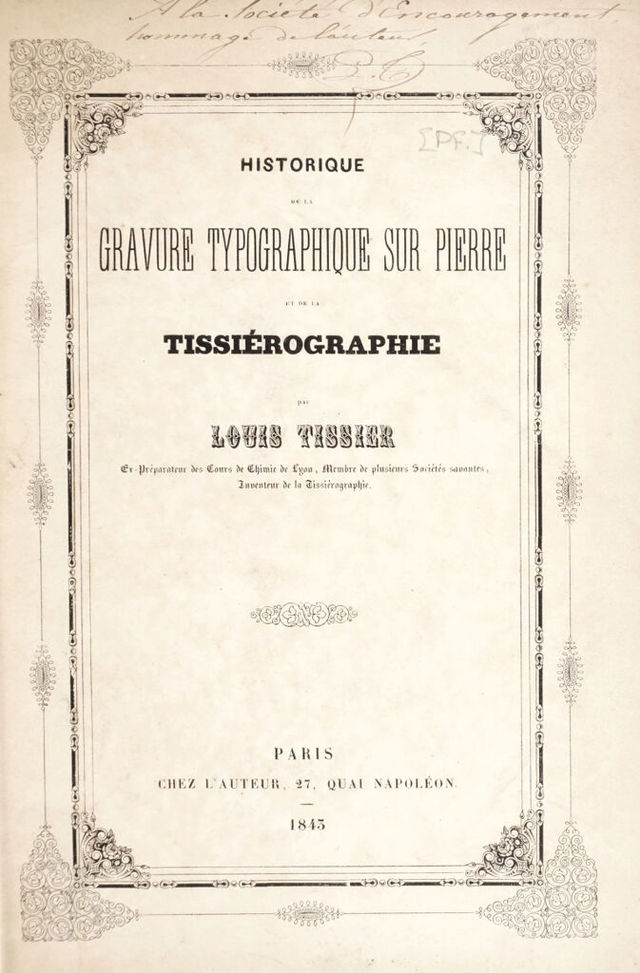 A la Société d'Encouragement
hommage de l'auteur
[PF.]
HISTORIQUE
DE LA
GRAVURE TYPOGRAPHIQUE SUR PIERRE
ET DE LA
TISSIÉROGRAPHIE
par
LOUIS TISSIER
Ex-Préparateur des Cours de Chimie de Lyon, Membre de plusieurs Sociétés savantes,
Inventeur de la Tissiérographie.
PARIS
CHEZ L'AUTEUR, 27, QUAI NAPOLÉON.
1843